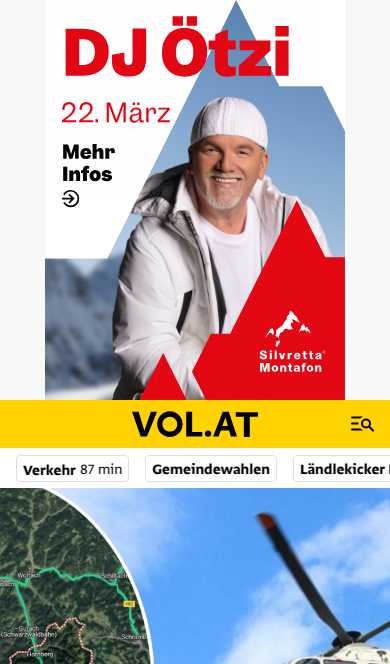 DJ Ötzi
22. März
Mehr
Infos
Silvretta
Montafon
VOL.AT
Verkehr 87 min
Gemeindewahlen
Ländlekicker
Wolfach
Schiltach
Gutach
(Schwarzwaldbahn)
Hornberg
Schramb